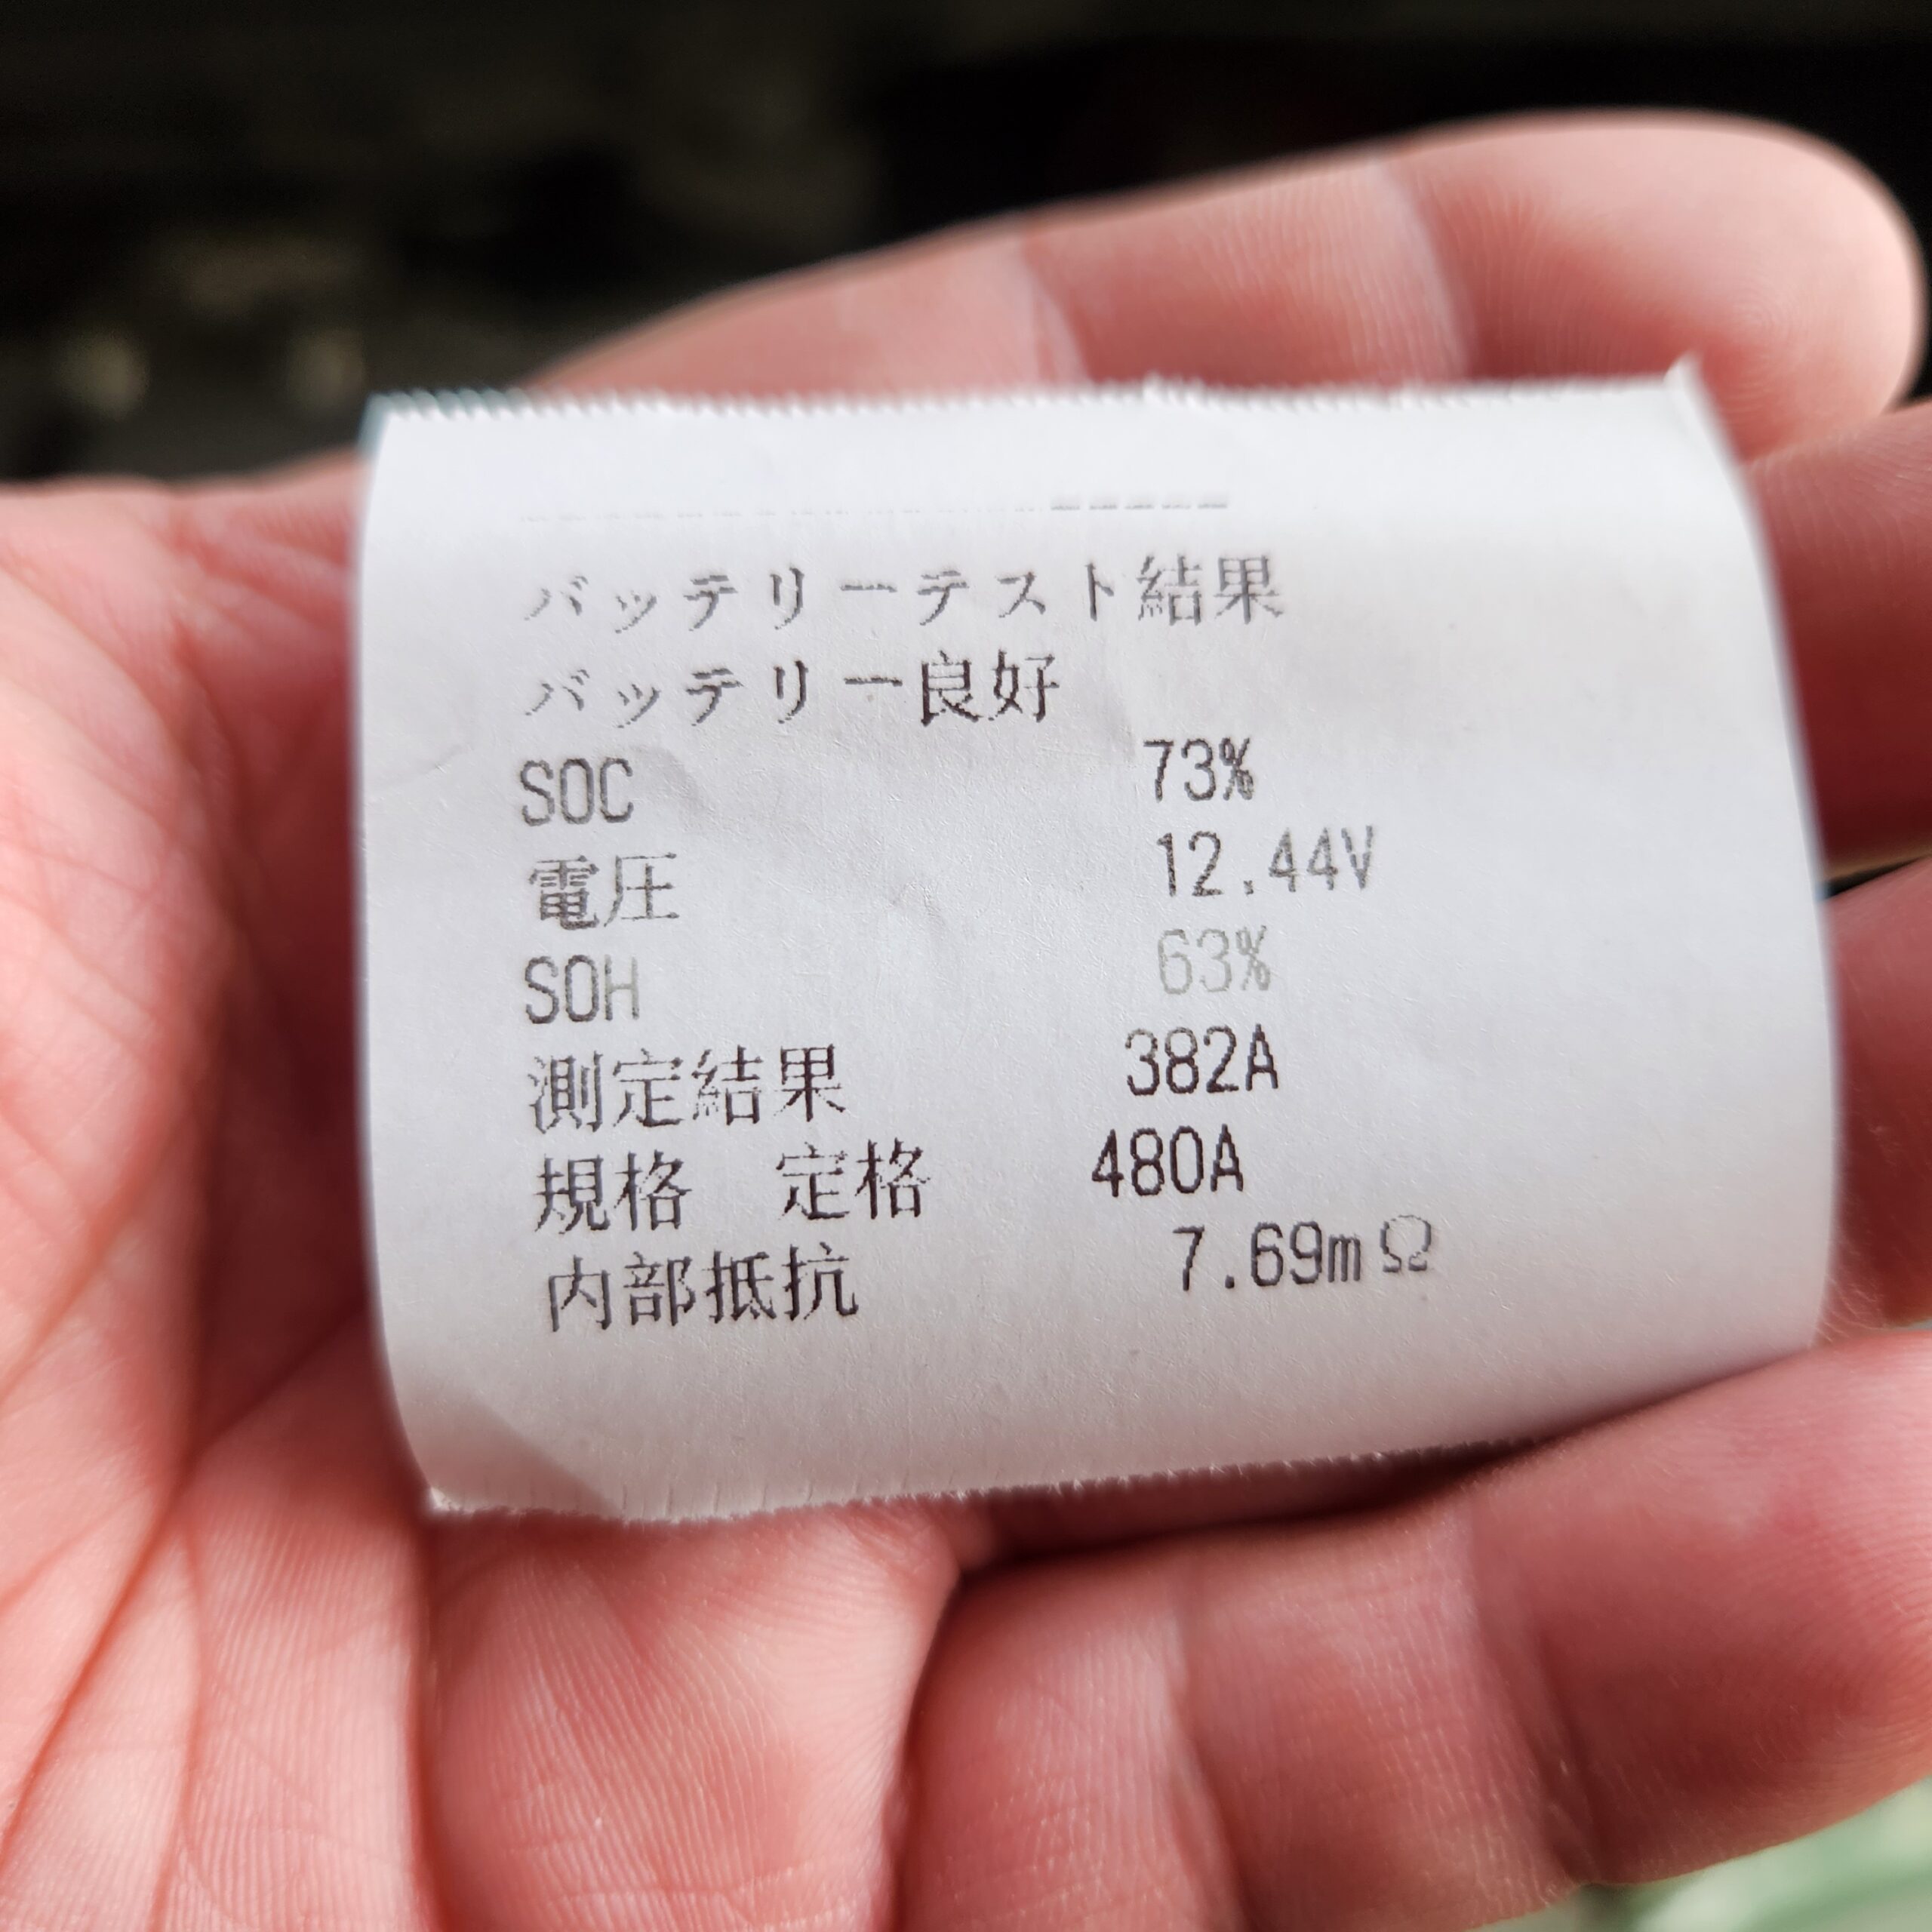 バッテリーテスト結果
バッテリー良好
SOC 73%
電圧 12.44V
SOH 63%
測定結果 382A
規格 定格 480A
内部抵抗 7.69mΩ